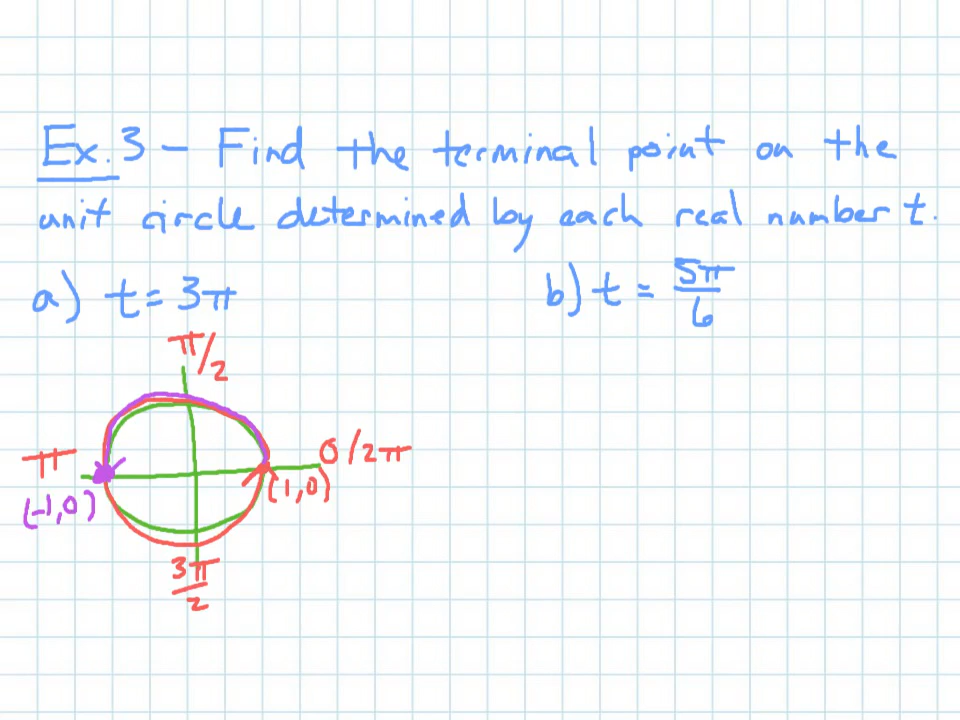 Ex. 3 - Find the terminal point on the
unit circle determined by each real number t.
a) t = 3π
b) t = 5π/6
π/2
π
0/2π
(-1,0)
(1,0)
3π/2